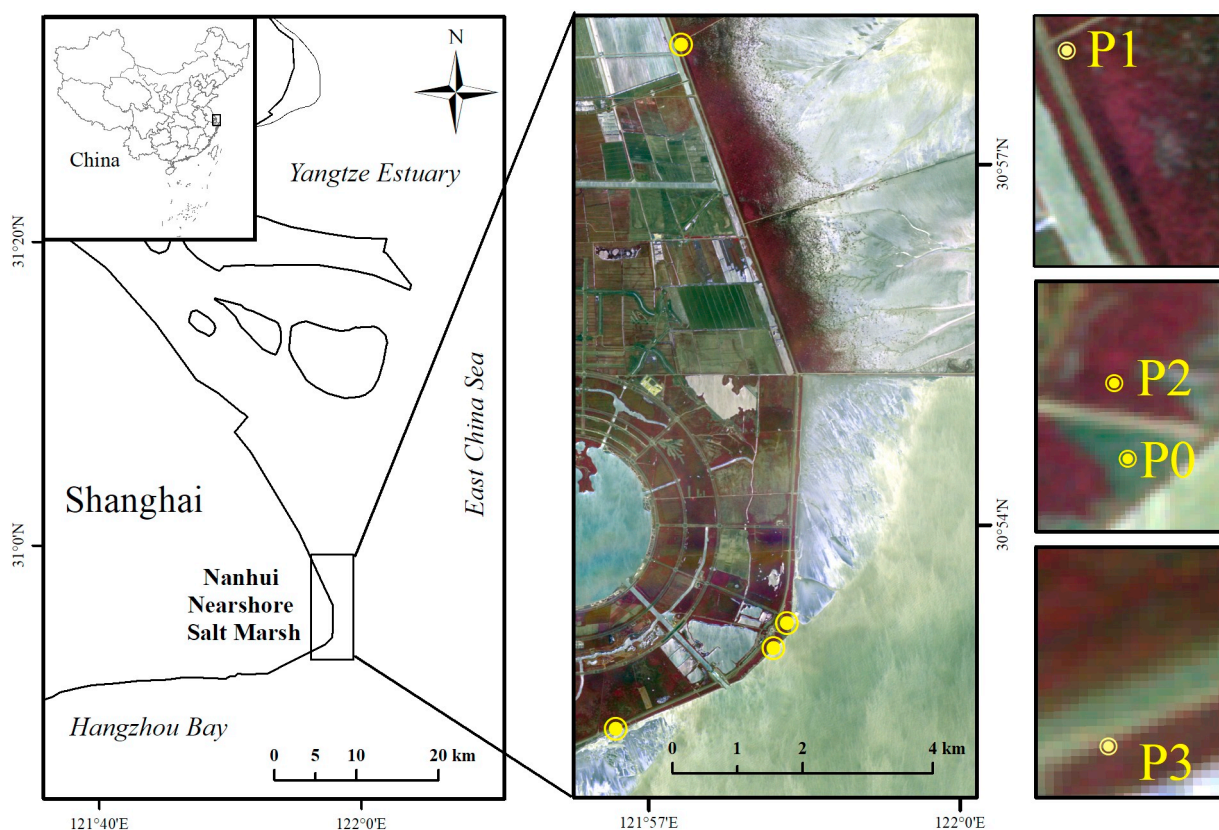 China
N
Yangtze Estuary
East China Sea
Shanghai
Nanhui
Nearshore
Salt Marsh
Hangzhou Bay
0 5 10 20 km
31°20'N
31°0'N
121°40'E
122°0'E
0 1 2 4 km
30°57'N
30°54'N
121°57'E
122°0'E
P1
P2
P0
P3